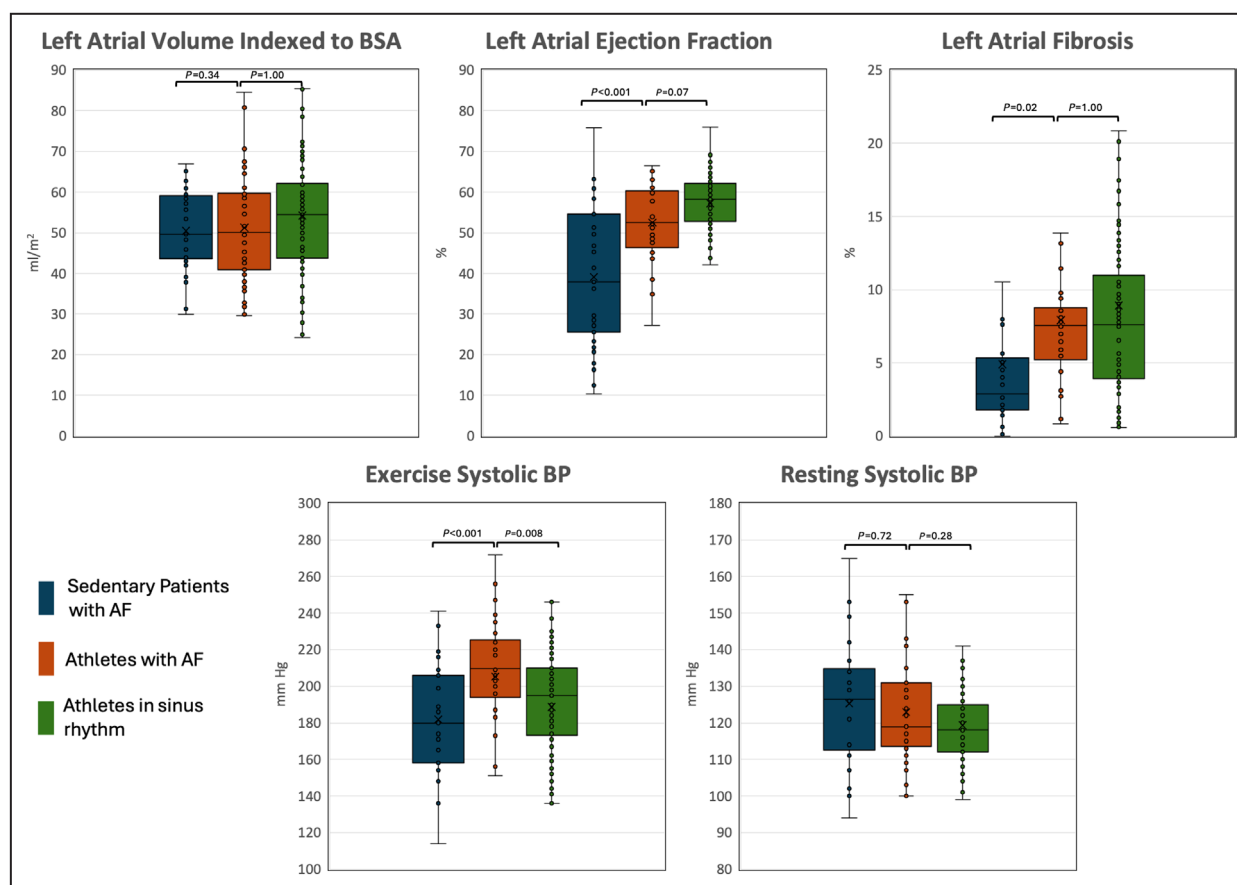 Left Atrial Volume Indexed to BSA
90
80
70
60
50
40
30
20
10
0
ml/m²
P=0.34
P=1.00
Left Atrial Ejection Fraction
90
80
70
60
50
40
30
20
10
0
%
P<0.001
P=0.07
Left Atrial Fibrosis
25
20
15
10
5
0
%
P=0.02
P=1.00
Exercise Systolic BP
300
280
260
240
220
200
180
160
140
120
100
mm Hg
P<0.001
P=0.008
Resting Systolic BP
180
170
160
150
140
130
120
110
100
90
80
mm Hg
P=0.72
P=0.28
Sedentary Patients
with AF
Athletes with AF
Athletes in sinus
rhythm